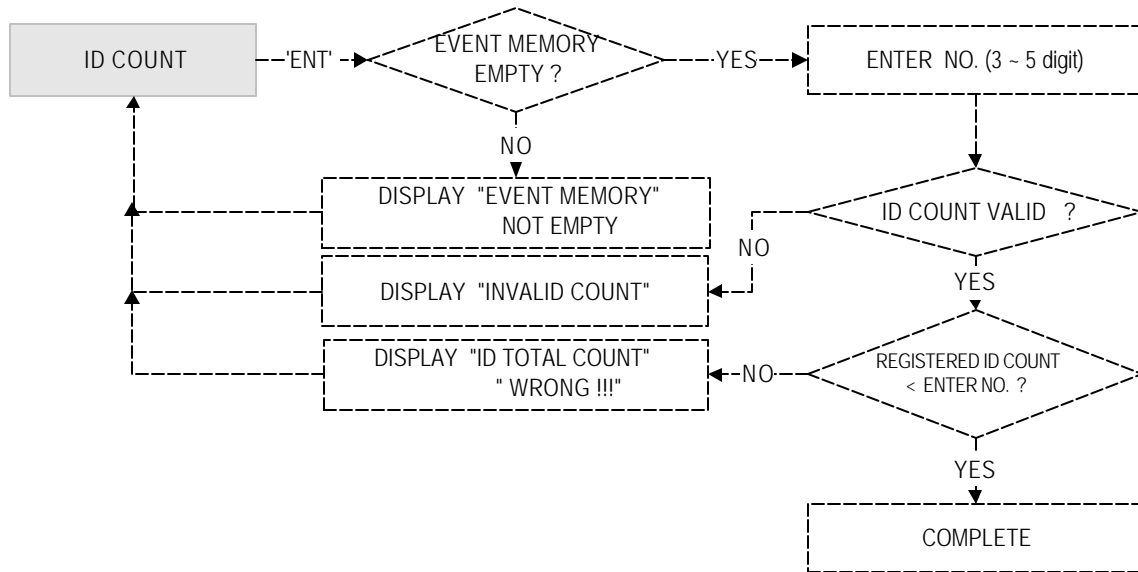 ID COUNT
'ENT'
EVENT MEMORY
EMPTY ?
YES
ENTER NO. (3 ~ 5 digit)
NO
DISPLAY "EVENT MEMORY"
NOT EMPTY
ID COUNT VALID ?
NO
YES
DISPLAY "INVALID COUNT"
DISPLAY "ID TOTAL COUNT"
" WRONG !!!"
NO
REGISTERED ID COUNT
< ENTER NO. ?
YES
COMPLETE